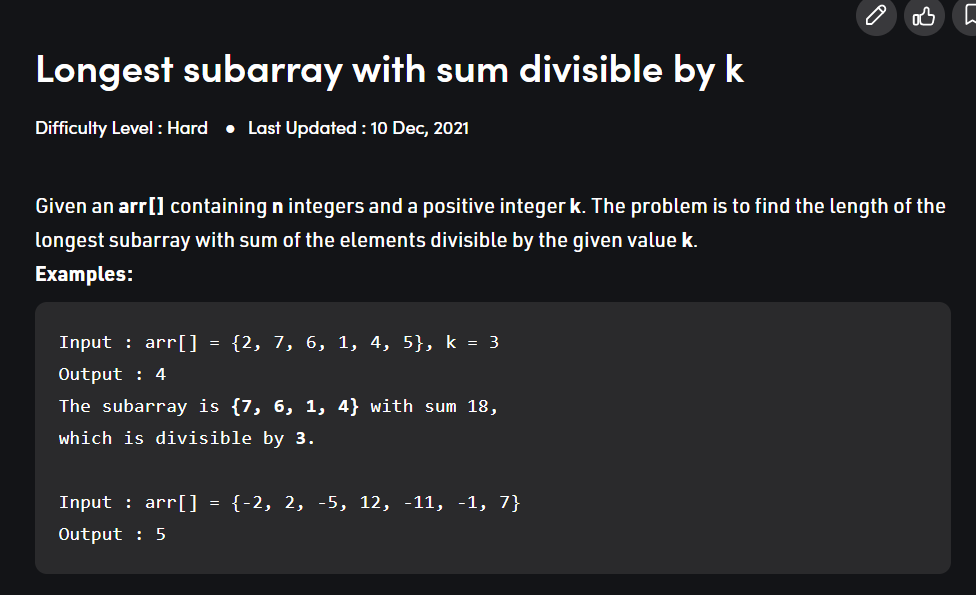 Longest subarray with sum divisible by k
Difficulty Level : Hard ● Last Updated : 10 Dec, 2021
Given an arr[] containing n integers and a positive integer k. The problem is to find the length of the
longest subarray with sum of the elements divisible by the given value k.
Examples:
Input : arr[] = {2, 7, 6, 1, 4, 5}, k = 3
Output : 4
The subarray is {7, 6, 1, 4} with sum 18,
which is divisible by 3.
Input : arr[] = {-2, 2, -5, 12, -11, -1, 7}
Output : 5